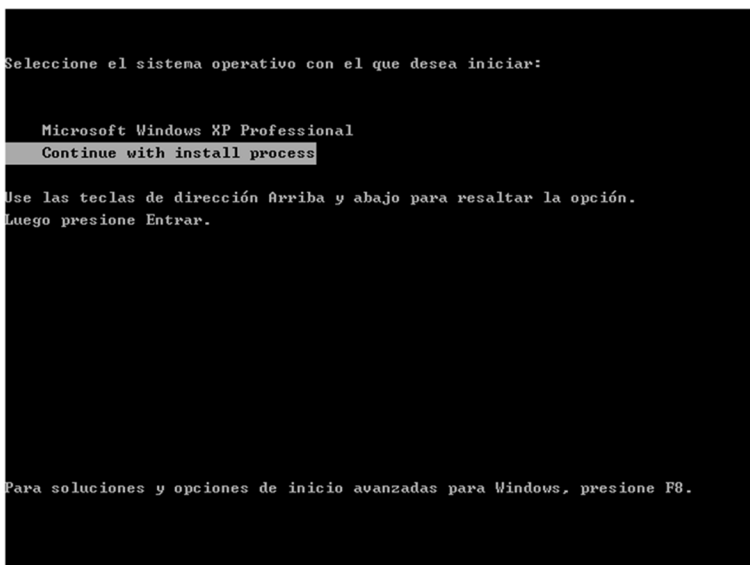 Seleccione el sistema operativo con el que desea iniciar:
Microsoft Windows XP Professional
Continue with install process
Use las teclas de dirección Arriba y abajo para resaltar la opción.
Luego presione Entrar.
Para soluciones y opciones de inicio avanzadas para Windows, presione F8.